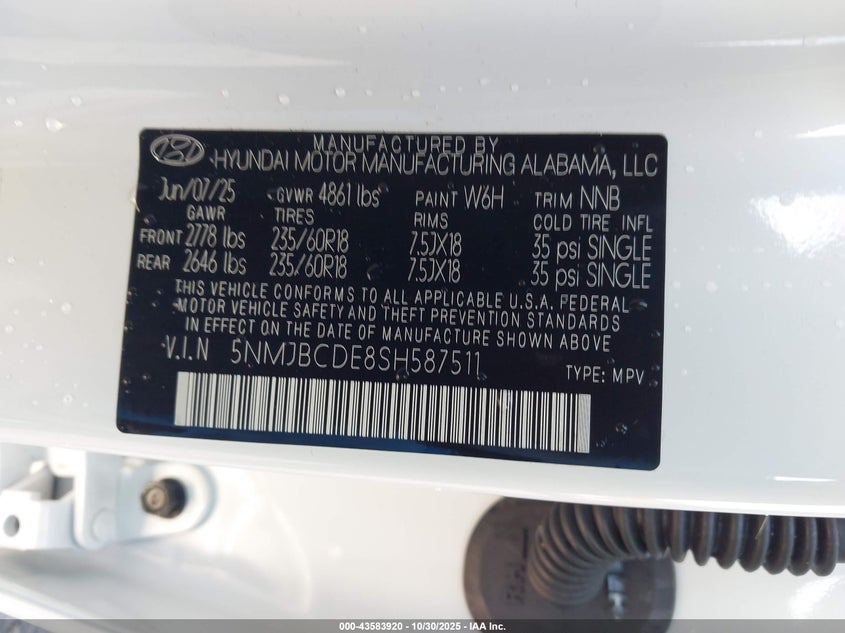 MANUFACTURED BY
HYUNDAI MOTOR MANUFACTURING ALABAMA, LLC
Jun/07/25 GVWR 4861 lbs PAINT W6H TRIM NNB
GAWR TIRES RIMS COLD TIRE INFL
FRONT 2778 lbs 235/60R18 7.5JX18 35 psi SINGLE
REAR 2646 lbs 235/60R18 7.5JX18 35 psi SINGLE
THIS VEHICLE CONFORMS TO ALL APPLICABLE U.S.A. FEDERAL
MOTOR VEHICLE SAFETY AND THEFT PREVENTION STANDARDS
IN EFFECT ON THE DATE OF MANUFACTURE SHOWN ABOVE
V.I.N 5NMJBCDE8SH587511
TYPE: MPV
000-43583920 - 10/30/2025 - IAA Inc.